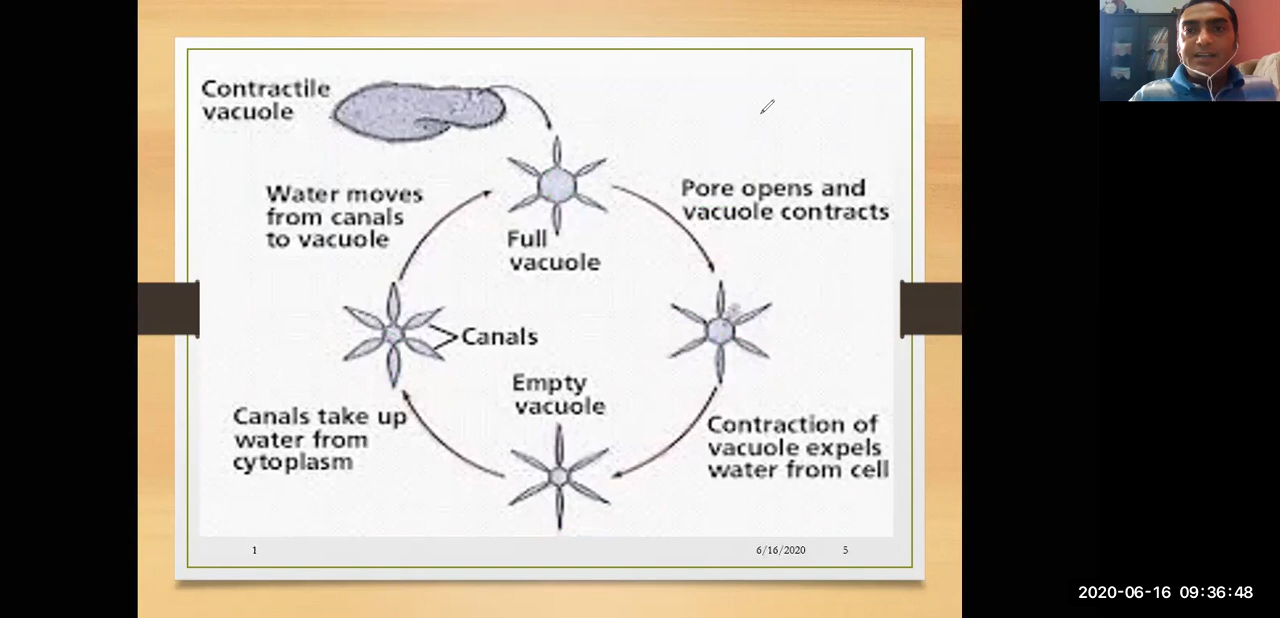 Contractile
vacuole
Water moves
from canals
to vacuole
Full
vacuole
Pore opens and
vacuole contracts
Canals
Empty
vacuole
Canals take up
water from
cytoplasm
Contraction of
vacuole expels
water from cell
1
6/16/2020
5
2020-06-16 09:36:48